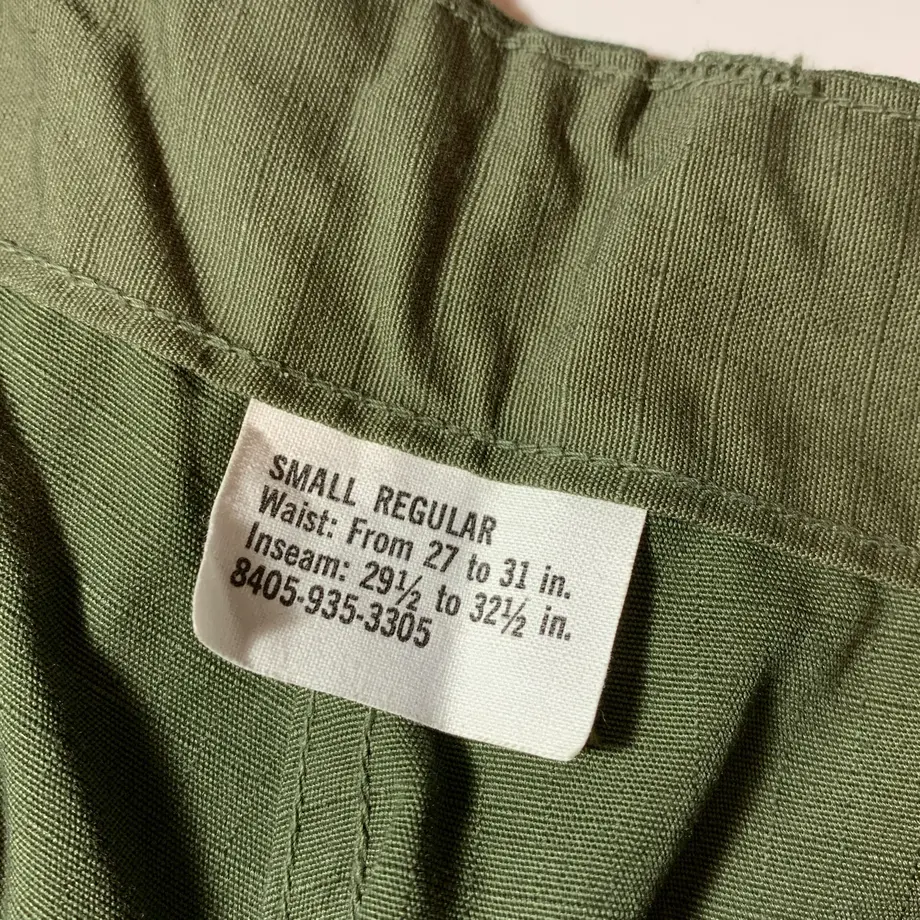 SMALL REGULAR
Waist: From 27 to 31 in.
Inseam: 29½ to 32½ in.
8405-935-3305